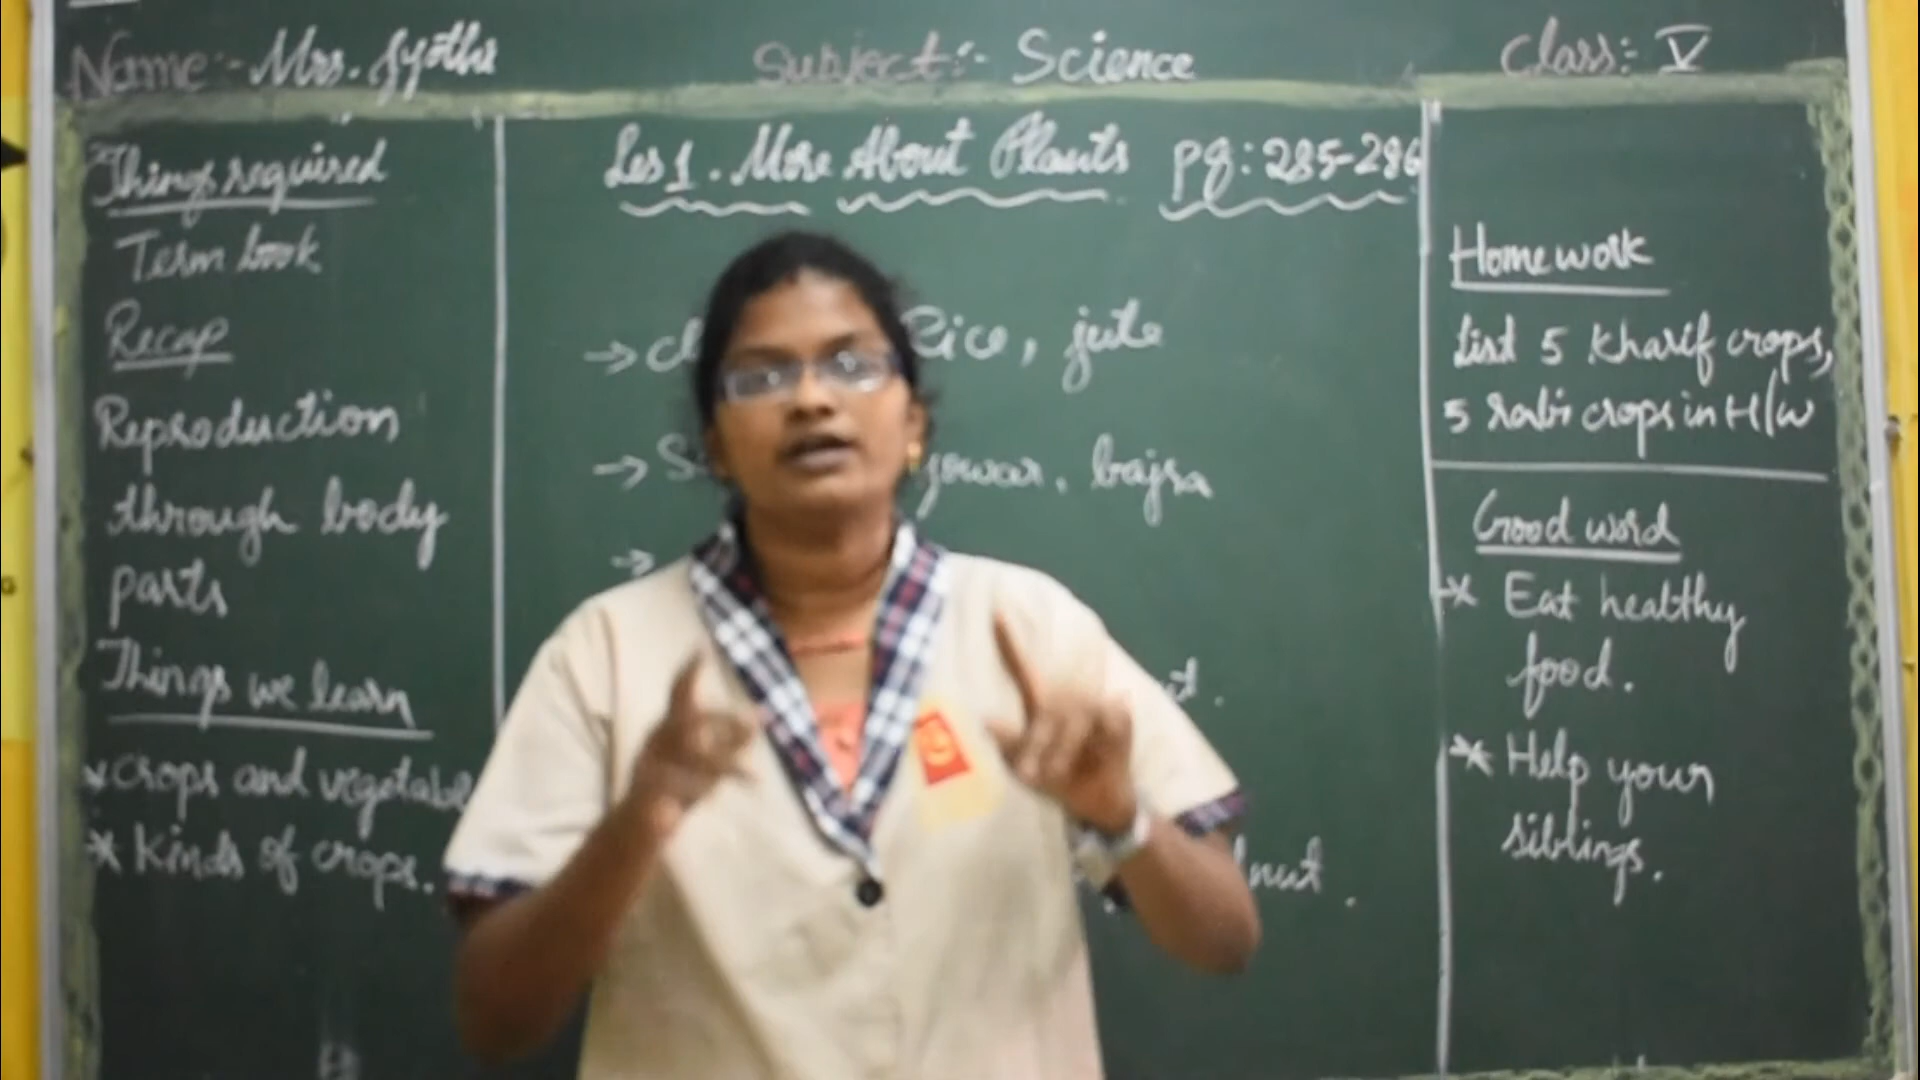 Name:- Mrs. Jyothi
Subject:- Science
Class:- V
Things required
Term book
Recap
Reproduction
through body
parts
Things we learn
* Crops and vegetable
* Kinds of crops.
Les 1. More About Plants pg: 285-286
→ Rice, jute
→ jowar, bajra
→
Homework
List 5 kharif crops,
5 rabi crops in H/W
Good word
* Eat healthy
food.
* Help your
siblings.